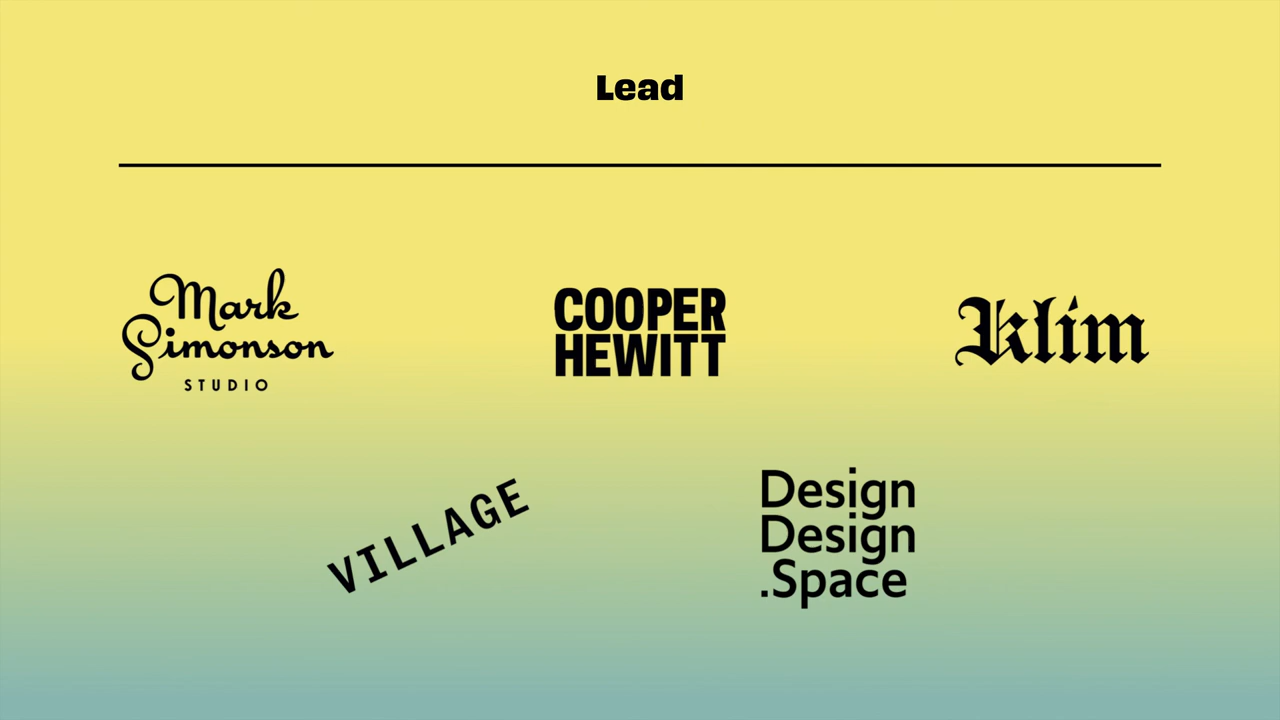 Lead
Mark
Simonson
STUDIO
COOPER
HEWITT
klim
VILLAGE
Design
Design
.Space